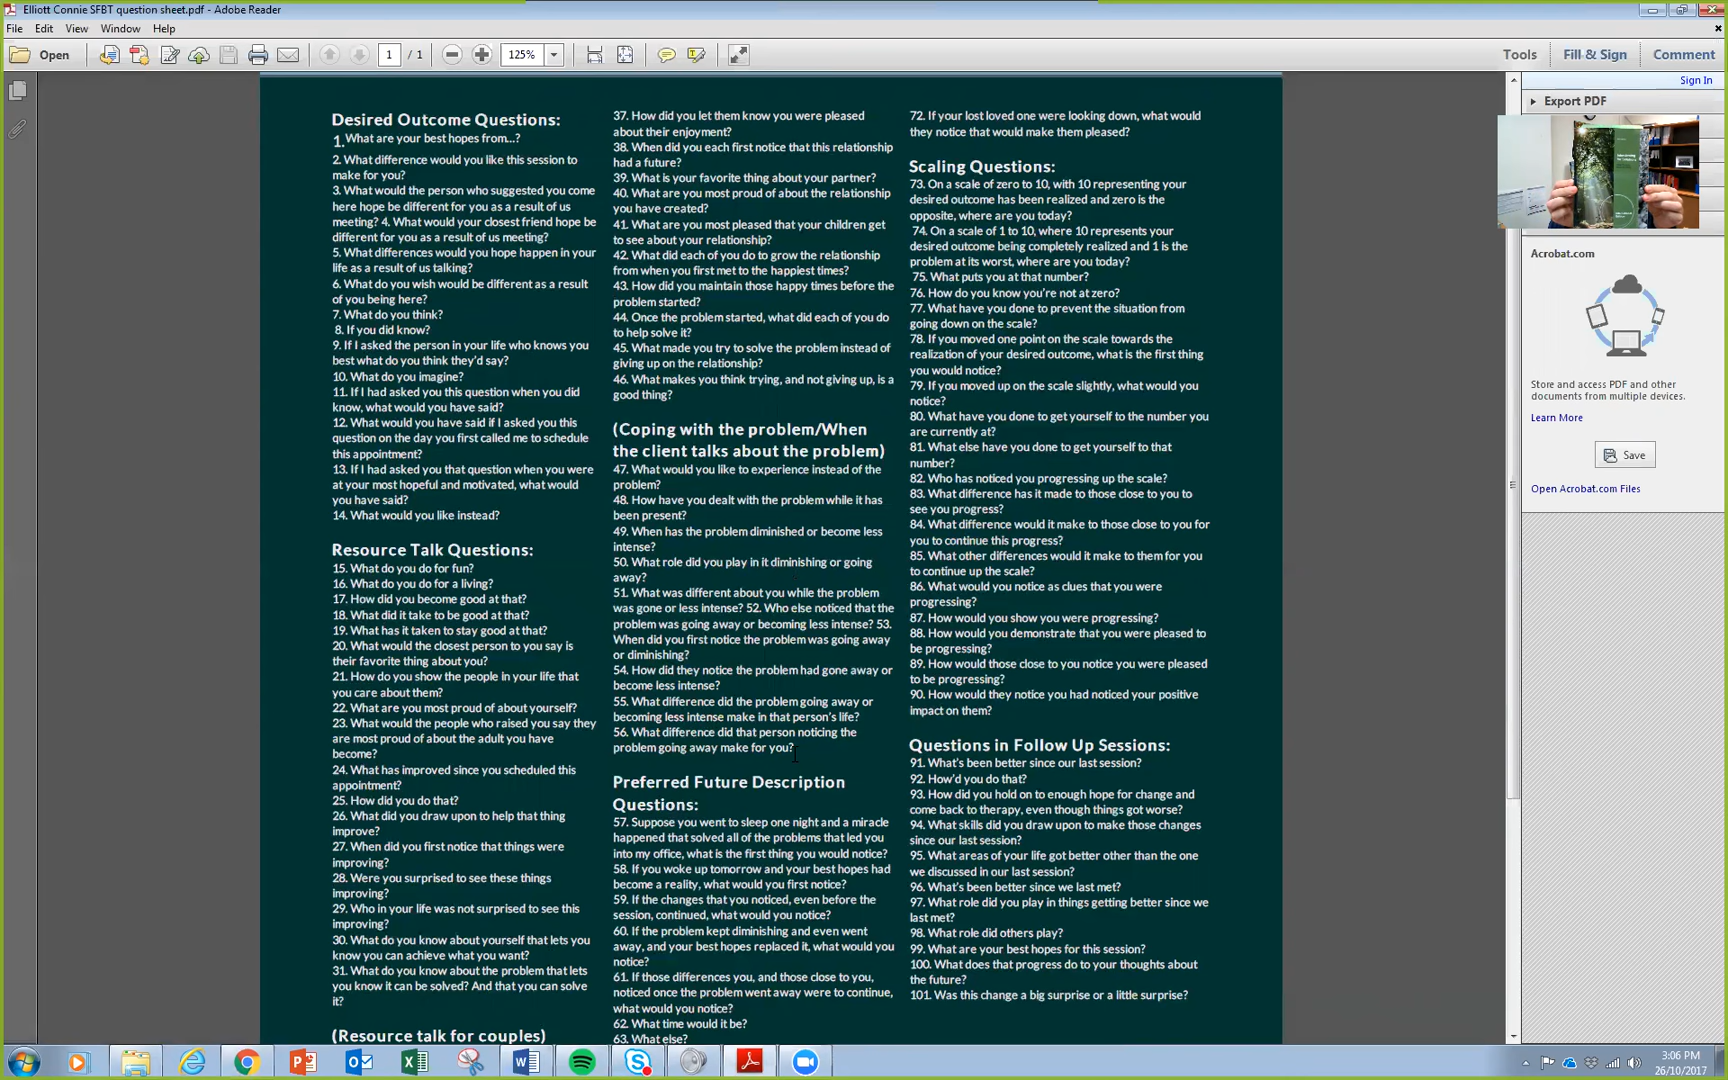 Elliott Connie SFBT question sheet.pdf - Adobe Reader
File Edit View Window Help
Open 1 / 1 125% Tools Fill & Sign Comment
Sign In
Export PDF
Acrobat.com
Store and access PDF and other
documents from multiple devices.
Learn More
Save
Open Acrobat.com Files
Desired Outcome Questions:
1. What are your best hopes from...?
2. What difference would you like this session to
make for you?
3. What would the person who suggested you come
here hope be different for you as a result of us
meeting? 4. What would your closest friend hope be
different for you as a result of us meeting?
5. What differences would you hope happen in your
life as a result of us talking?
6. What do you wish would be different as a result
of you being here?
7. What do you think?
8. If you did know?
9. If I asked the person in your life who knows you
best what do you think they'd say?
10. What do you imagine?
11. If I had asked you this question when you did
know, what would you have said?
12. What would you have said if I asked you this
question on the day you first called me to schedule
this appointment?
13. If I had asked you that question when you were
at your most hopeful and motivated, what would
you have said?
14. What would you like instead?
Resource Talk Questions:
15. What do you do for fun?
16. What do you do for a living?
17. How did you become good at that?
18. What did it take to be good at that?
19. What has it taken to stay good at that?
20. What would the closest person to you say is
their favorite thing about you?
21. How do you show the people in your life that
you care about them?
22. What are you most proud of about yourself?
23. What would the people who raised you say they
are most proud of about the adult you have
become?
24. What has improved since you scheduled this
appointment?
25. How did you do that?
26. What did you draw upon to help that thing
improve?
27. When did you first notice that things were
improving?
28. Were you surprised to see these things
improving?
29. Who in your life was not surprised to see this
improving?
30. What do you know about yourself that lets you
know you can achieve what you want?
31. What do you know about the problem that lets
you know it can be solved? And that you can solve
it?
(Resource talk for couples)
37. How did you let them know you were pleased
about their enjoyment?
38. When did you each first notice that this relationship
had a future?
39. What is your favorite thing about your partner?
40. What are you most proud of about the relationship
you have created?
41. What are you most pleased that your children get
to see about your relationship?
42. What did each of you do to grow the relationship
from when you first met to the happiest times?
43. How did you maintain those happy times before the
problem started?
44. Once the problem started, what did each of you do
to help solve it?
45. What made you try to solve the problem instead of
giving up on the relationship?
46. What makes you think trying, and not giving up, is a
good thing?
(Coping with the problem/When
the client talks about the problem)
47. What would you like to experience instead of the
problem?
48. How have you dealt with the problem while it has
been present?
49. When has the problem diminished or become less
intense?
50. What role did you play in it diminishing or going
away?
51. What was different about you while the problem
was gone or less intense? 52. Who else noticed that the
problem was going away or becoming less intense? 53.
When did you first notice the problem was going away
or diminishing?
54. How did they notice the problem had gone away or
become less intense?
55. What difference did the problem going away or
becoming less intense make in that person's life?
56. What difference did that person noticing the
problem going away make for you?
Preferred Future Description
Questions:
57. Suppose you went to sleep one night and a miracle
happened that solved all of the problems that led you
into my office, what is the first thing you would notice?
58. If you woke up tomorrow and your best hopes had
become a reality, what would you first notice?
59. If the changes that you noticed, even before the
session, continued, what would you notice?
60. If the problem kept diminishing and even went
away, and your best hopes replaced it, what would you
notice?
61. If those differences you, and those close to you,
noticed once the problem went away were to continue,
what would you notice?
62. What time would it be?
63. What else?
72. If your lost loved one were looking down, what would
they notice that would make them pleased?
Scaling Questions:
73. On a scale of zero to 10, with 10 representing your
desired outcome has been realized and zero is the
opposite, where are you today?
74. On a scale of 1 to 10, where 10 represents your
desired outcome being completely realized and 1 is the
problem at its worst, where are you today?
75. What puts you at that number?
76. How do you know you're not at zero?
77. What have you done to prevent the situation from
going down on the scale?
78. If you moved one point on the scale towards the
realization of your desired outcome, what is the first thing
you would notice?
79. If you moved up on the scale slightly, what would you
notice?
80. What have you done to get yourself to the number you
are currently at?
81. What else have you done to get yourself to that
number?
82. Who has noticed you progressing up the scale?
83. What difference has it made to those close to you to
see you progress?
84. What difference would it make to those close to you for
you to continue this progress?
85. What other differences would it make to them for you
to continue up the scale?
86. What would you notice as clues that you were
progressing?
87. How would you show you were progressing?
88. How would you demonstrate that you were pleased to
be progressing?
89. How would those close to you notice you were pleased
to be progressing?
90. How would they notice you had noticed your positive
impact on them?
Questions in Follow Up Sessions:
91. What's been better since our last session?
92. How'd you do that?
93. How did you hold on to enough hope for change and
come back to therapy, even though things got worse?
94. What skills did you draw upon to make those changes
since our last session?
95. What areas of your life got better other than the one
we discussed in our last session?
96. What's been better since we last met?
97. What role did you play in things getting better since we
last met?
98. What role did others play?
99. What are your best hopes for this session?
100. What does that progress do to your thoughts about
the future?
101. Was this change a big surprise or a little surprise?
3:06 PM
26/10/2017